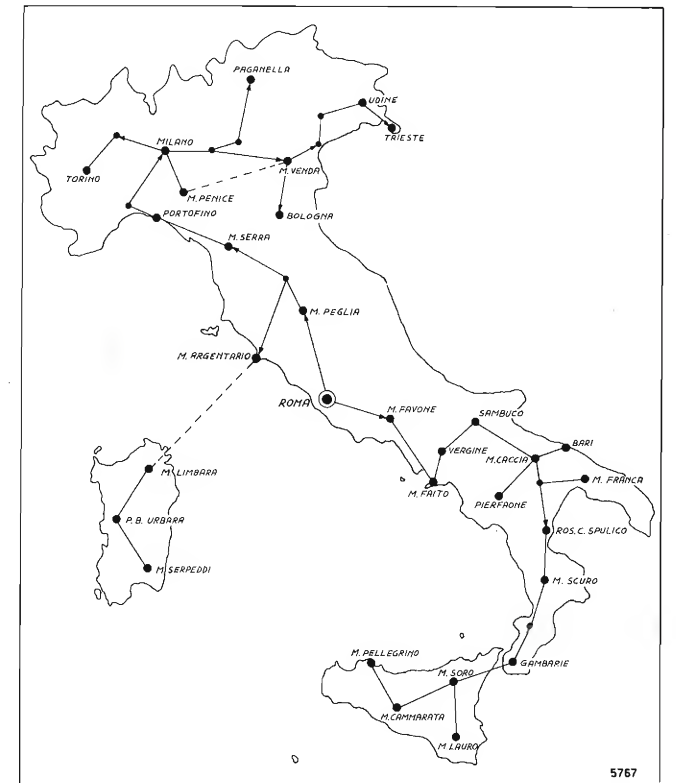 PAGANELLA
UDINE
TRIESTE
MILANO
M. VENDA
TORINO
M. PENICE
PORTOFINO
BOLOGNA
M. SERRA
M. PEGLIA
M. ARGENTARIO
ROMA
M. FAVONE
SAMBUCO
BARI
VERGINE
M. CACCIA
M. FRANCA
M. LIMBARA
M. FAITO
PIERFAONE
P. B. URBARA
ROS. C. SPULICO
M. SERPEDDI
M. SCURO
M. PELLEGRINO
M. SORO
GAMBARIE
M. CAMMARATA
M. LAURO
5767